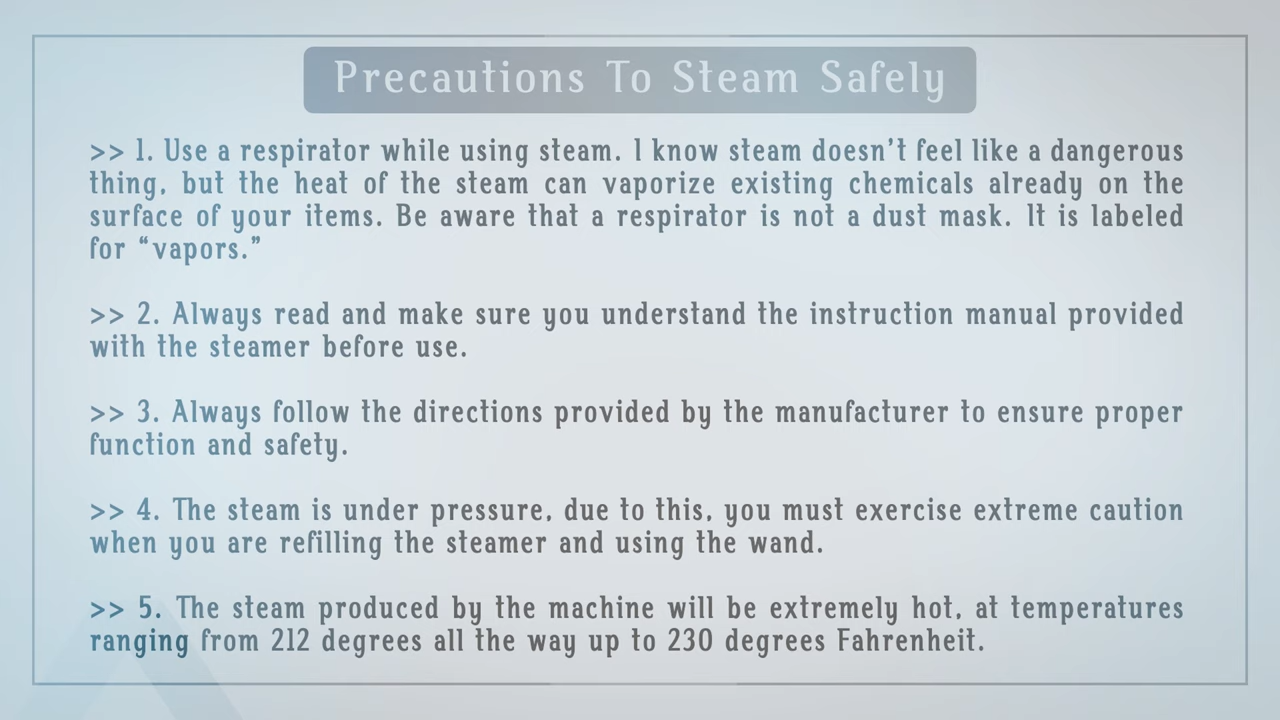 Precautions To Steam Safely
>> 1. Use a respirator while using steam. I know steam doesn’t feel like a dangerous
thing, but the heat of the steam can vaporize existing chemicals already on the
surface of your items. Be aware that a respirator is not a dust mask. It is labeled
for “vapors.”
>> 2. Always read and make sure you understand the instruction manual provided
with the steamer before use.
>> 3. Always follow the directions provided by the manufacturer to ensure proper
function and safety.
>> 4. The steam is under pressure, due to this, you must exercise extreme caution
when you are refilling the steamer and using the wand.
>> 5. The steam produced by the machine will be extremely hot, at temperatures
ranging from 212 degrees all the way up to 230 degrees Fahrenheit.